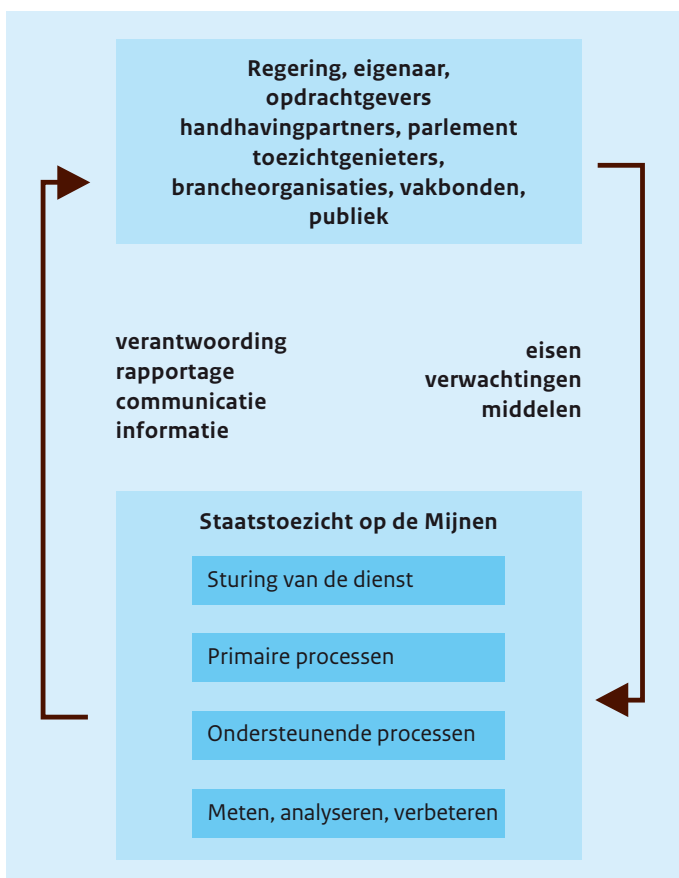 Regering, eigenaar,
opdrachtgevers
handhavingpartners, parlement
toezichtgenieters,
brancheorganisaties, vakbonden,
publiek
verantwoording
rapportage
communicatie
informatie
eisen
verwachtingen
middelen
Staatstoezicht op de Mijnen
Sturing van de dienst
Primaire processen
Ondersteunende processen
Meten, analyseren, verbeteren